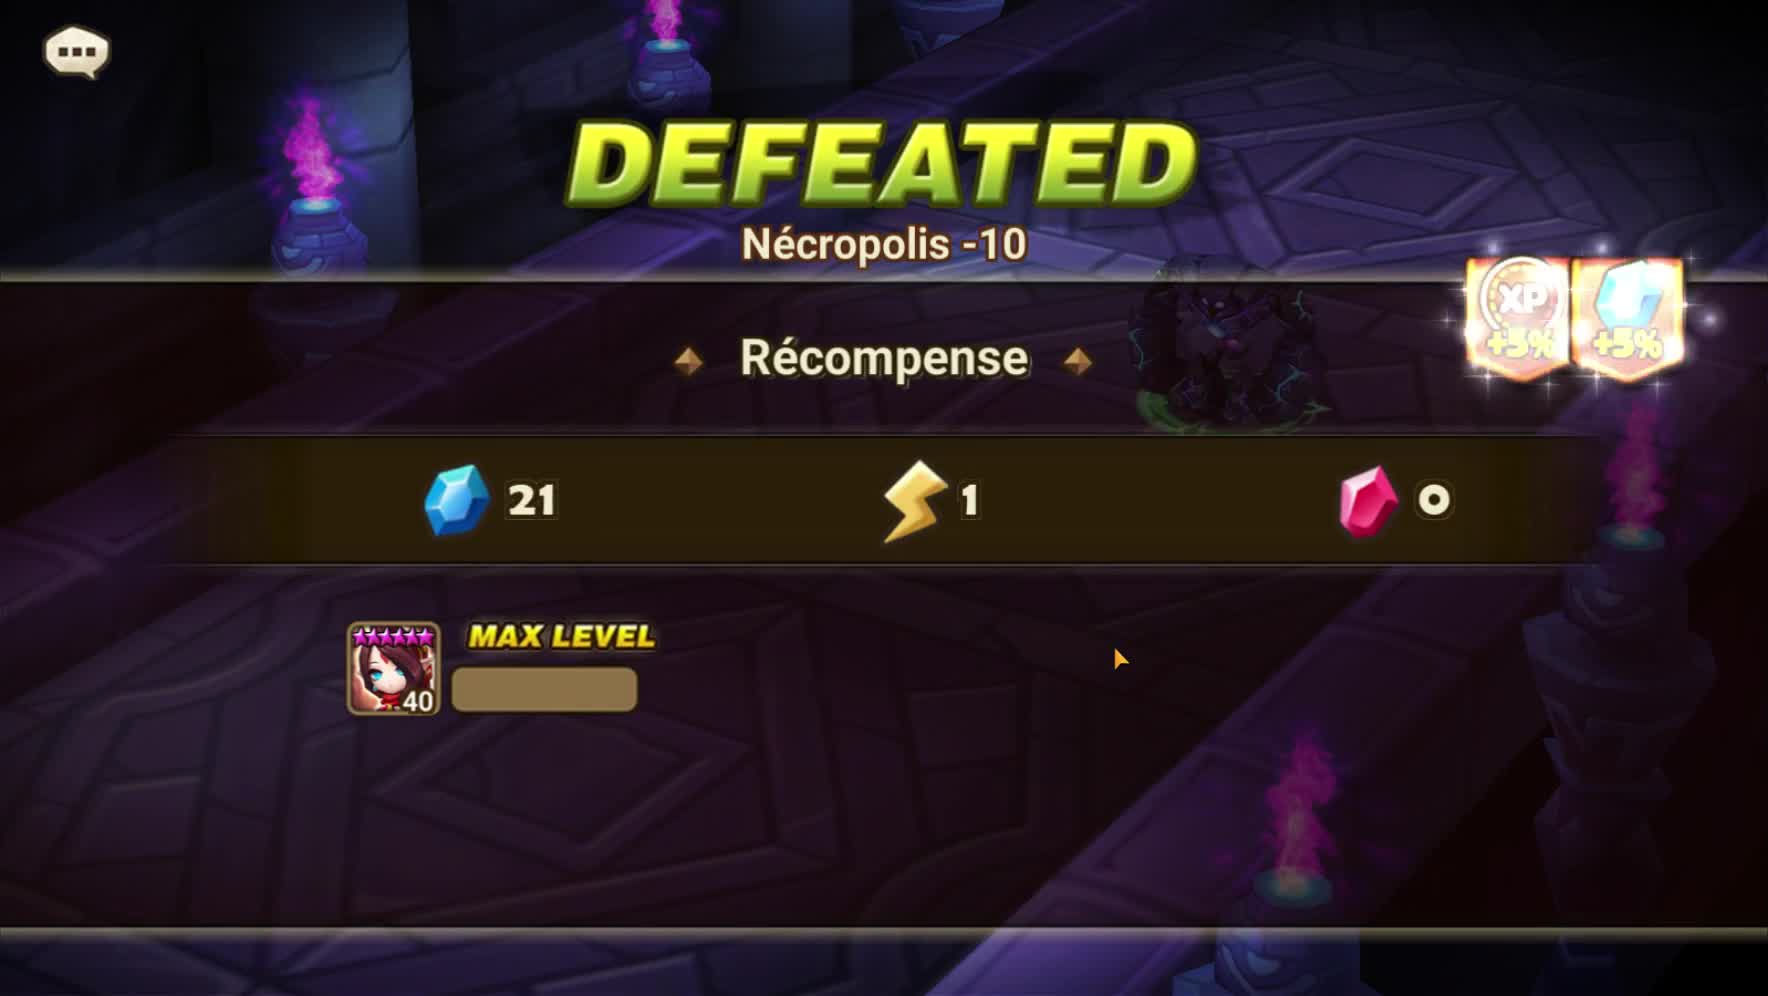 DEFEATED
Nécropolis -10
XP
+5%
+5%
Récompense
21
1
0
MAX LEVEL
40